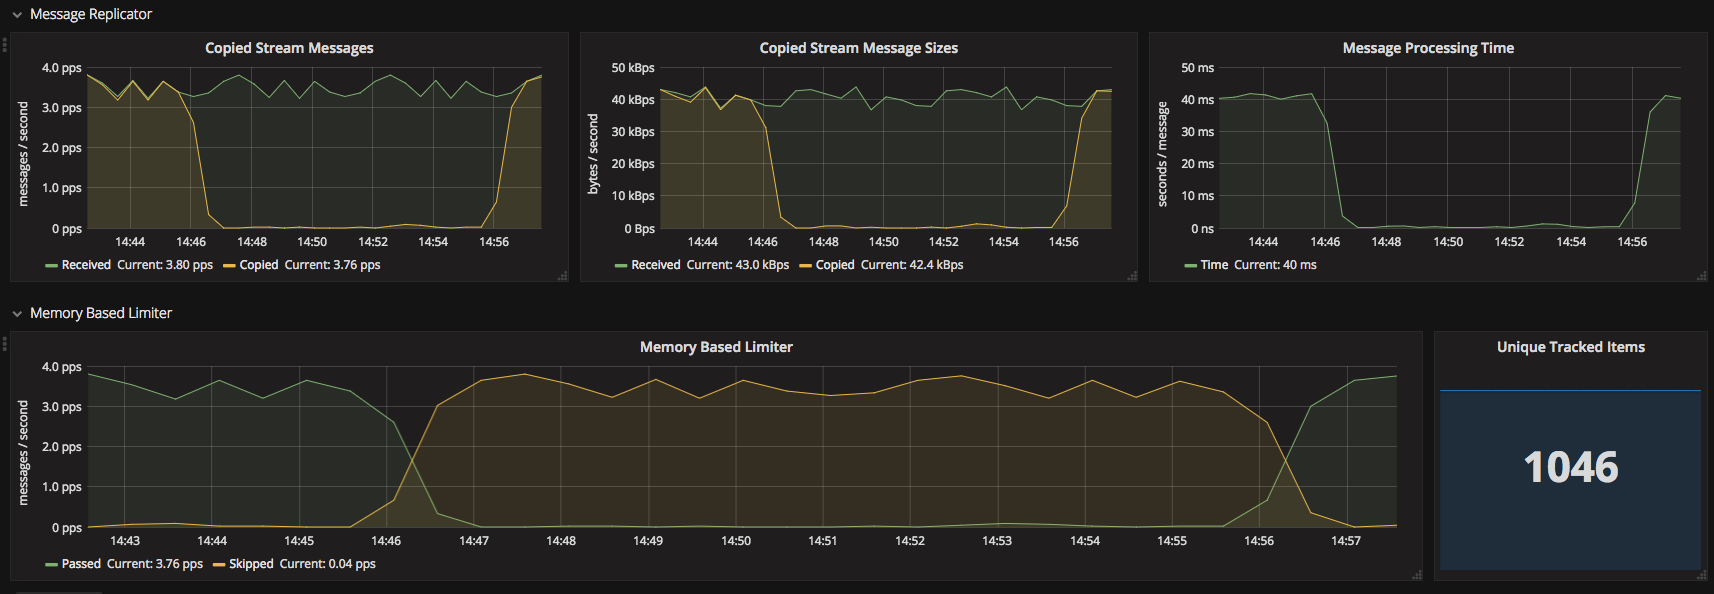 Message Replicator
Copied Stream Messages
4.0 pps
3.0 pps
2.0 pps
1.0 pps
0 pps
messages / second
14:44 14:46 14:48 14:50 14:52 14:54 14:56
Received Current: 3.80 pps Copied Current: 3.76 pps
Copied Stream Message Sizes
50 kBps
40 kBps
30 kBps
20 kBps
10 kBps
0 Bps
bytes / second
14:44 14:46 14:48 14:50 14:52 14:54 14:56
Received Current: 43.0 kBps Copied Current: 42.4 kBps
Message Processing Time
50 ms
40 ms
30 ms
20 ms
10 ms
0 ns
seconds / message
14:44 14:46 14:48 14:50 14:52 14:54 14:56
Time Current: 40 ms
Memory Based Limiter
Memory Based Limiter
4.0 pps
3.0 pps
2.0 pps
1.0 pps
0 pps
messages / second
14:43 14:44 14:45 14:46 14:47 14:48 14:49 14:50 14:51 14:52 14:53 14:54 14:55 14:56 14:57
Passed Current: 3.76 pps Skipped Current: 0.04 pps
Unique Tracked Items
1046